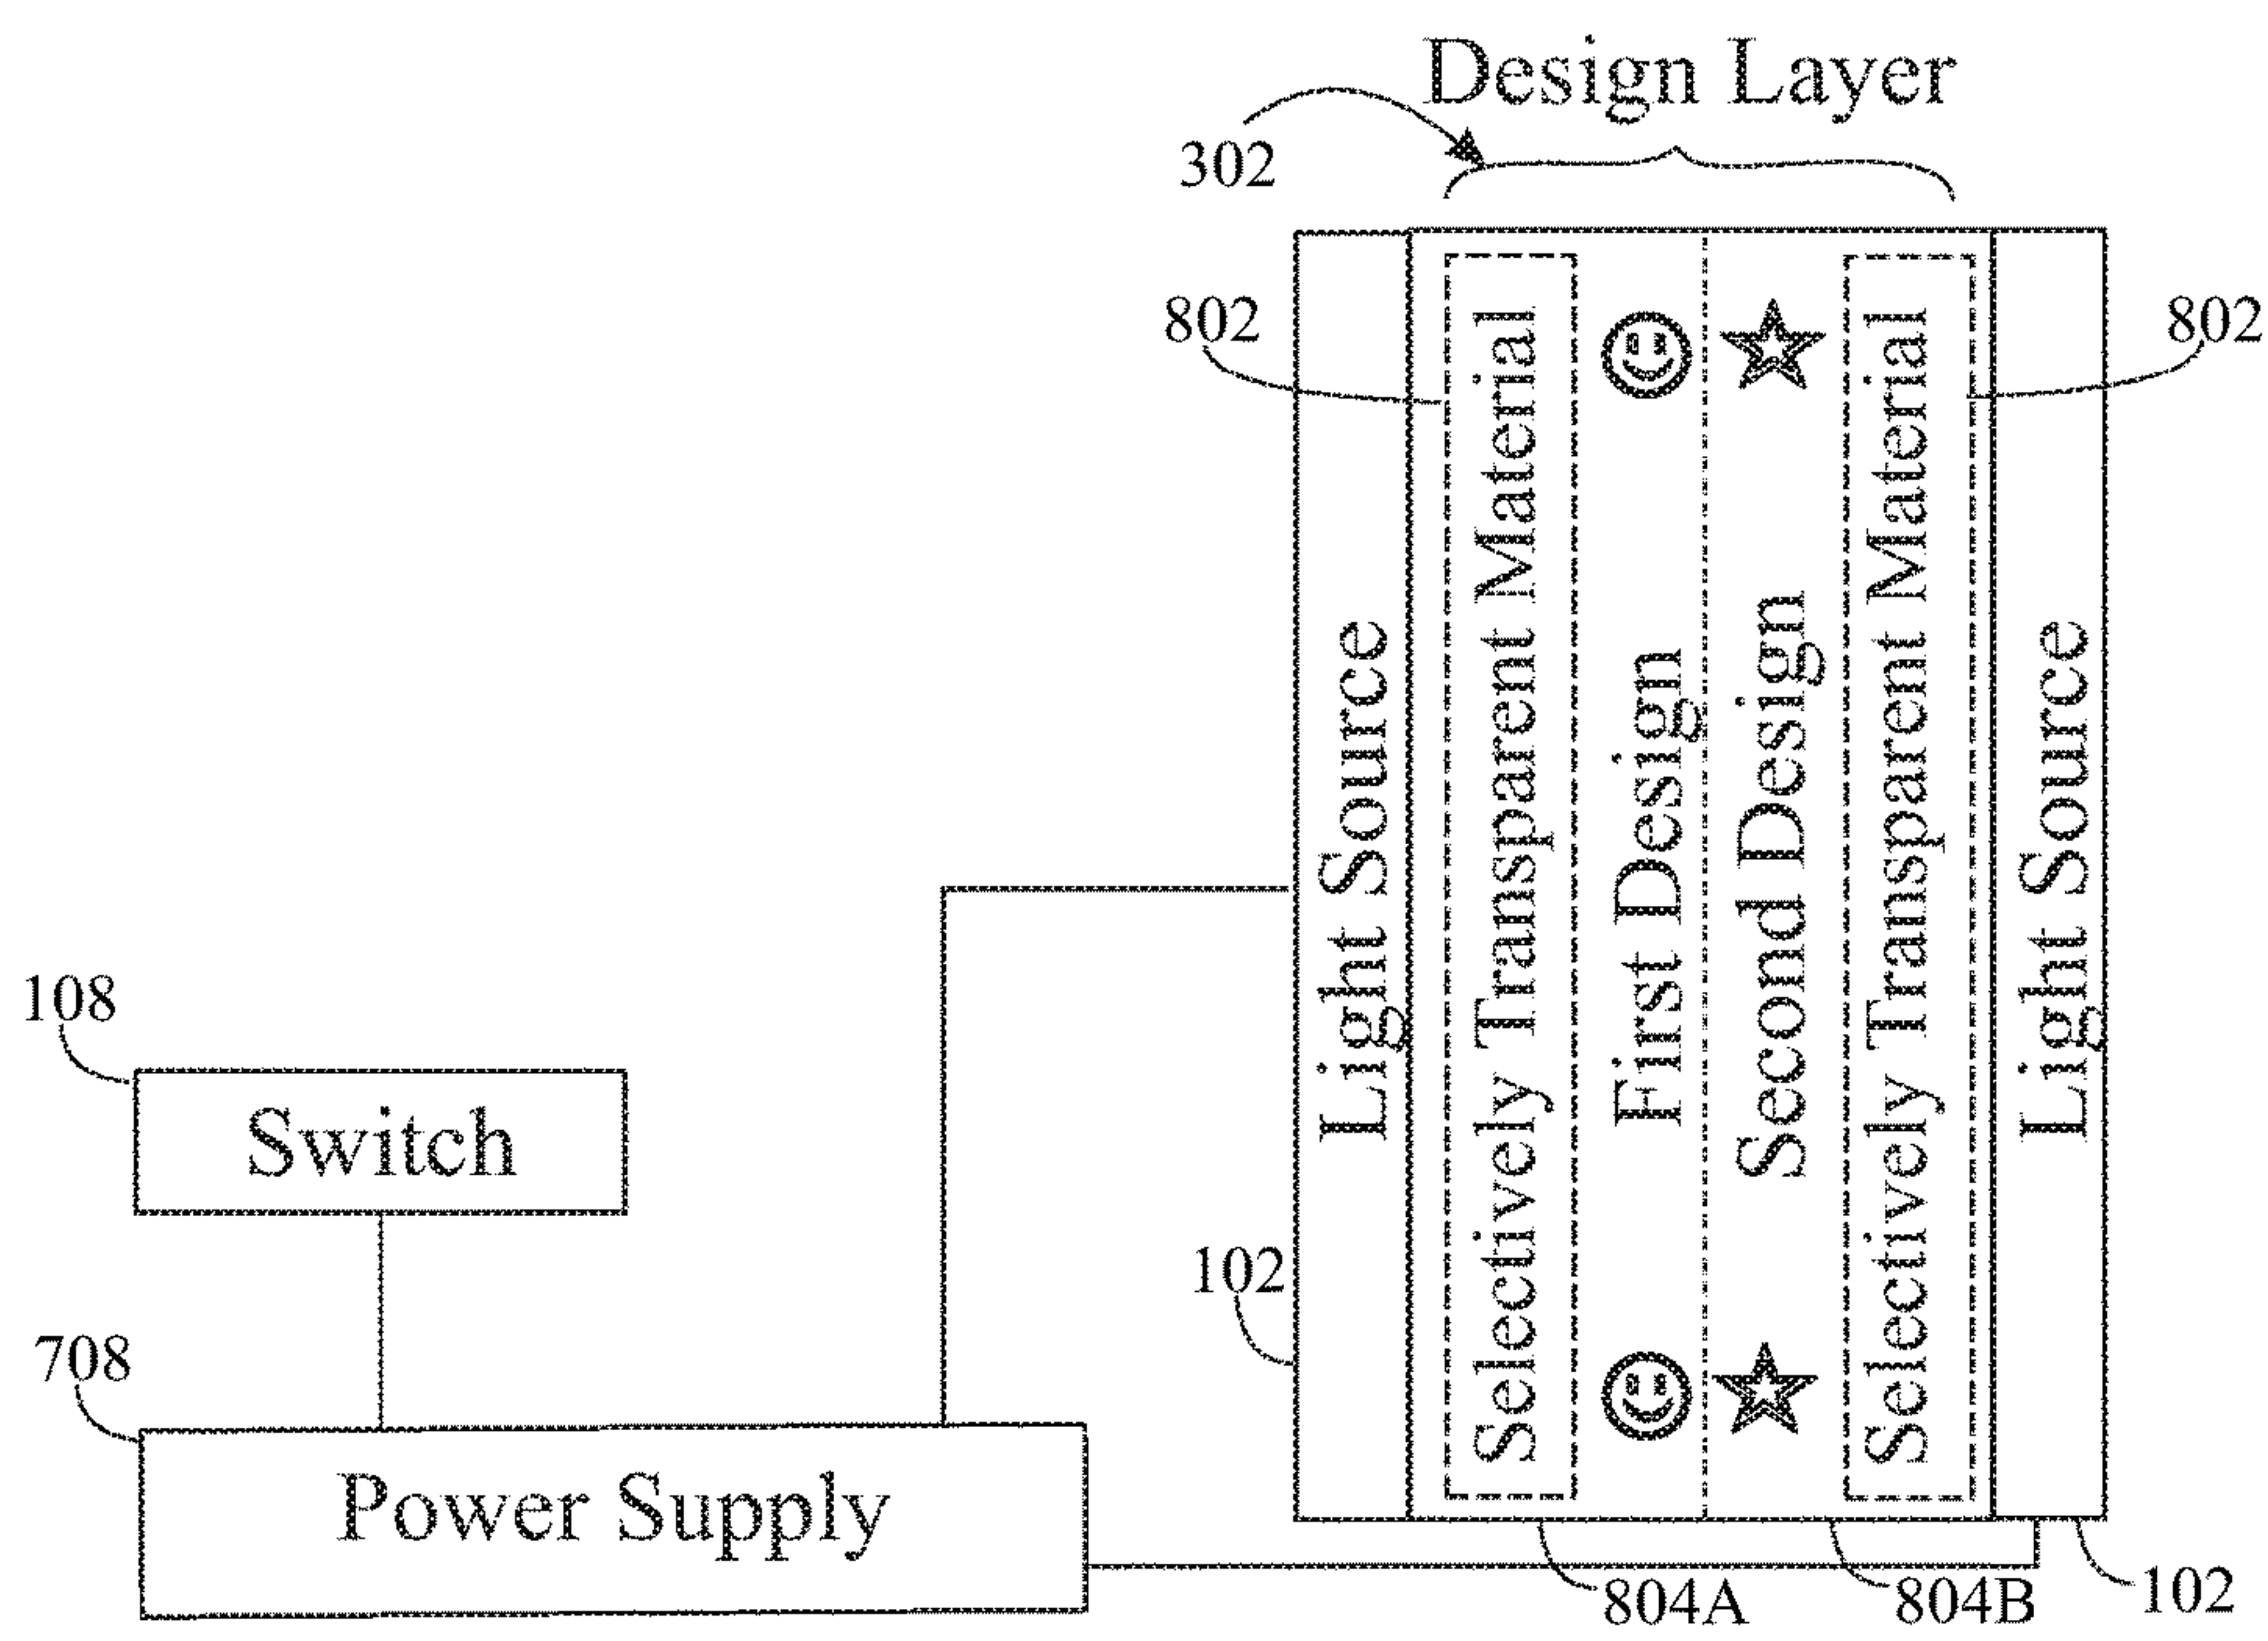 Design Layer
302
802
802
Light Source
Selectively Transparent Material
First Design
Second Design
Selectively Transparent Material
Light Source
108
Switch
102
708
Power Supply
804A
804B
102